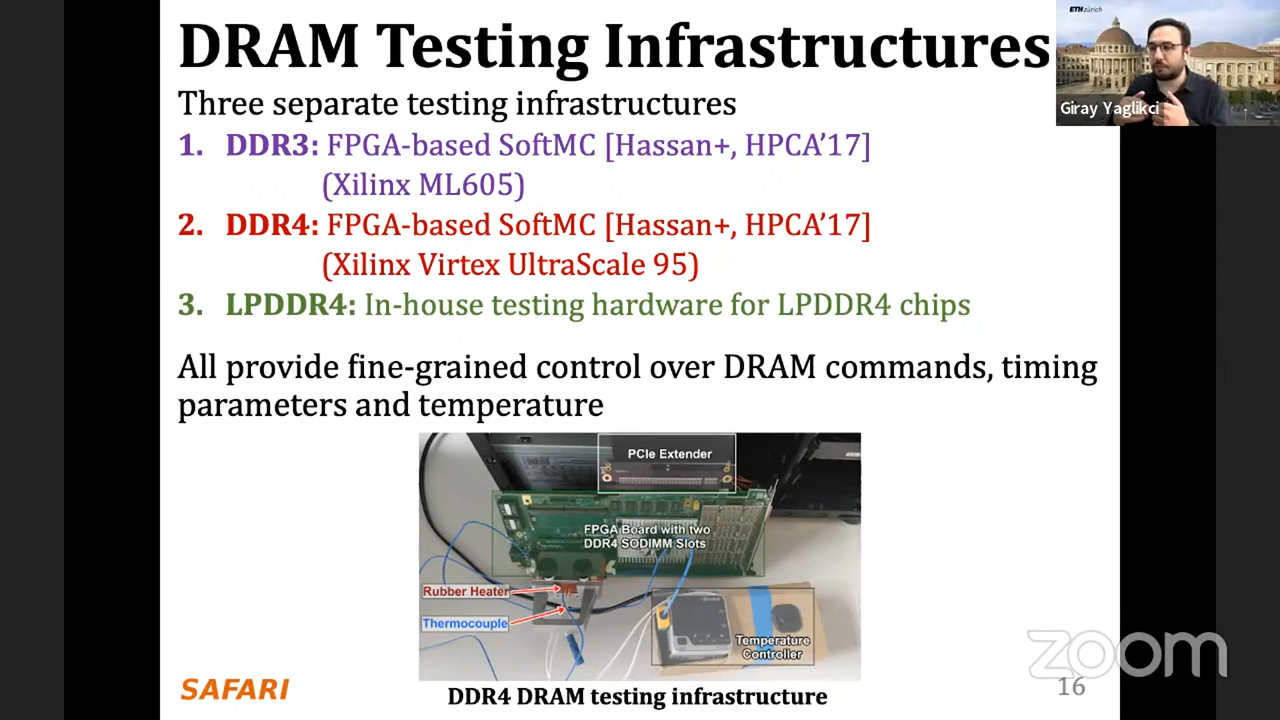 DRAM Testing Infrastructures
ETH zürich
Giray Yaglikci
Three separate testing infrastructures
1. DDR3: FPGA-based SoftMC [Hassan+, HPCA’17]
(Xilinx ML605)
2. DDR4: FPGA-based SoftMC [Hassan+, HPCA’17]
(Xilinx Virtex UltraScale 95)
3. LPDDR4: In-house testing hardware for LPDDR4 chips
All provide fine-grained control over DRAM commands, timing
parameters and temperature
PCIe Extender
FPGA Board with two
DDR4 SODIMM Slots
Rubber Heater
Thermocouple
Temperature
Controller
DDR4 DRAM testing infrastructure
SAFARI
zoom
16